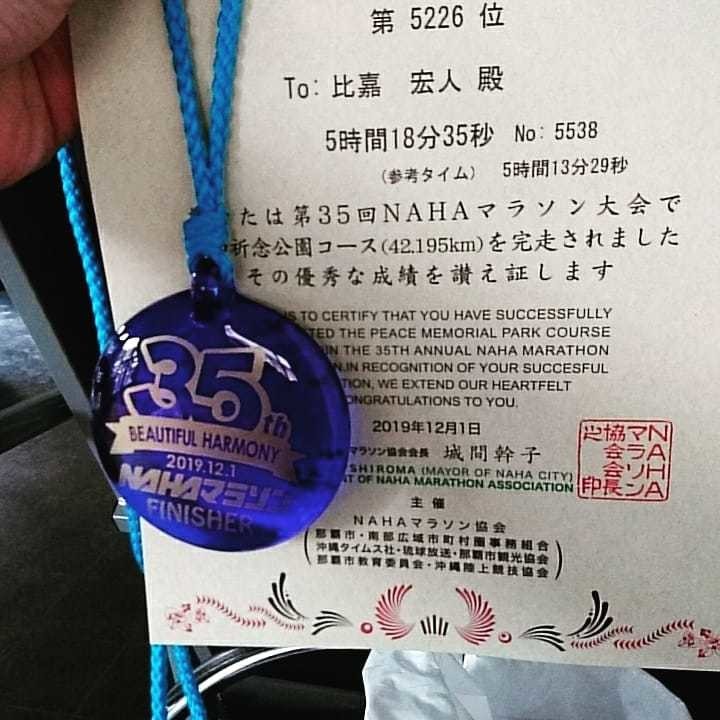 第 5226 位
To: 比嘉 宏人 殿
5時間18分35秒 No: 5538
(参考タイム) 5時間13分29秒
たは第35回NAHAマラソン大会で
祈念公園コース(42.195km)を完走されました
その優秀な成績を讃え証します
IS TO CERTIFY THAT YOU HAVE SUCCESSFULLY
TED THE PEACE MEMORIAL PARK COURSE
IN THE 35TH ANNUAL NAHA MARATHON
N.IN RECOGNITION OF YOUR SUCCESFUL
TION, WE EXTEND OUR HEARTFELT
ONGRATULATIONS TO YOU.
2019年12月1日
マラソン協会会長 城間幹子
SHIROMA (MAYOR OF NAHA CITY)
NT OF NAHA MARATHON ASSOCIATION
NAHAマラソン協会会長之印
主 催
NAHAマラソン協会
那覇市・南部広域市町村圏事務組合
沖縄タイムス社・琉球放送・那覇市観光協会
那覇市教育委員会・沖縄陸上競技協会
35th
BEAUTIFUL HARMONY
2019.12.1
NAHAマラソン
FINISHER